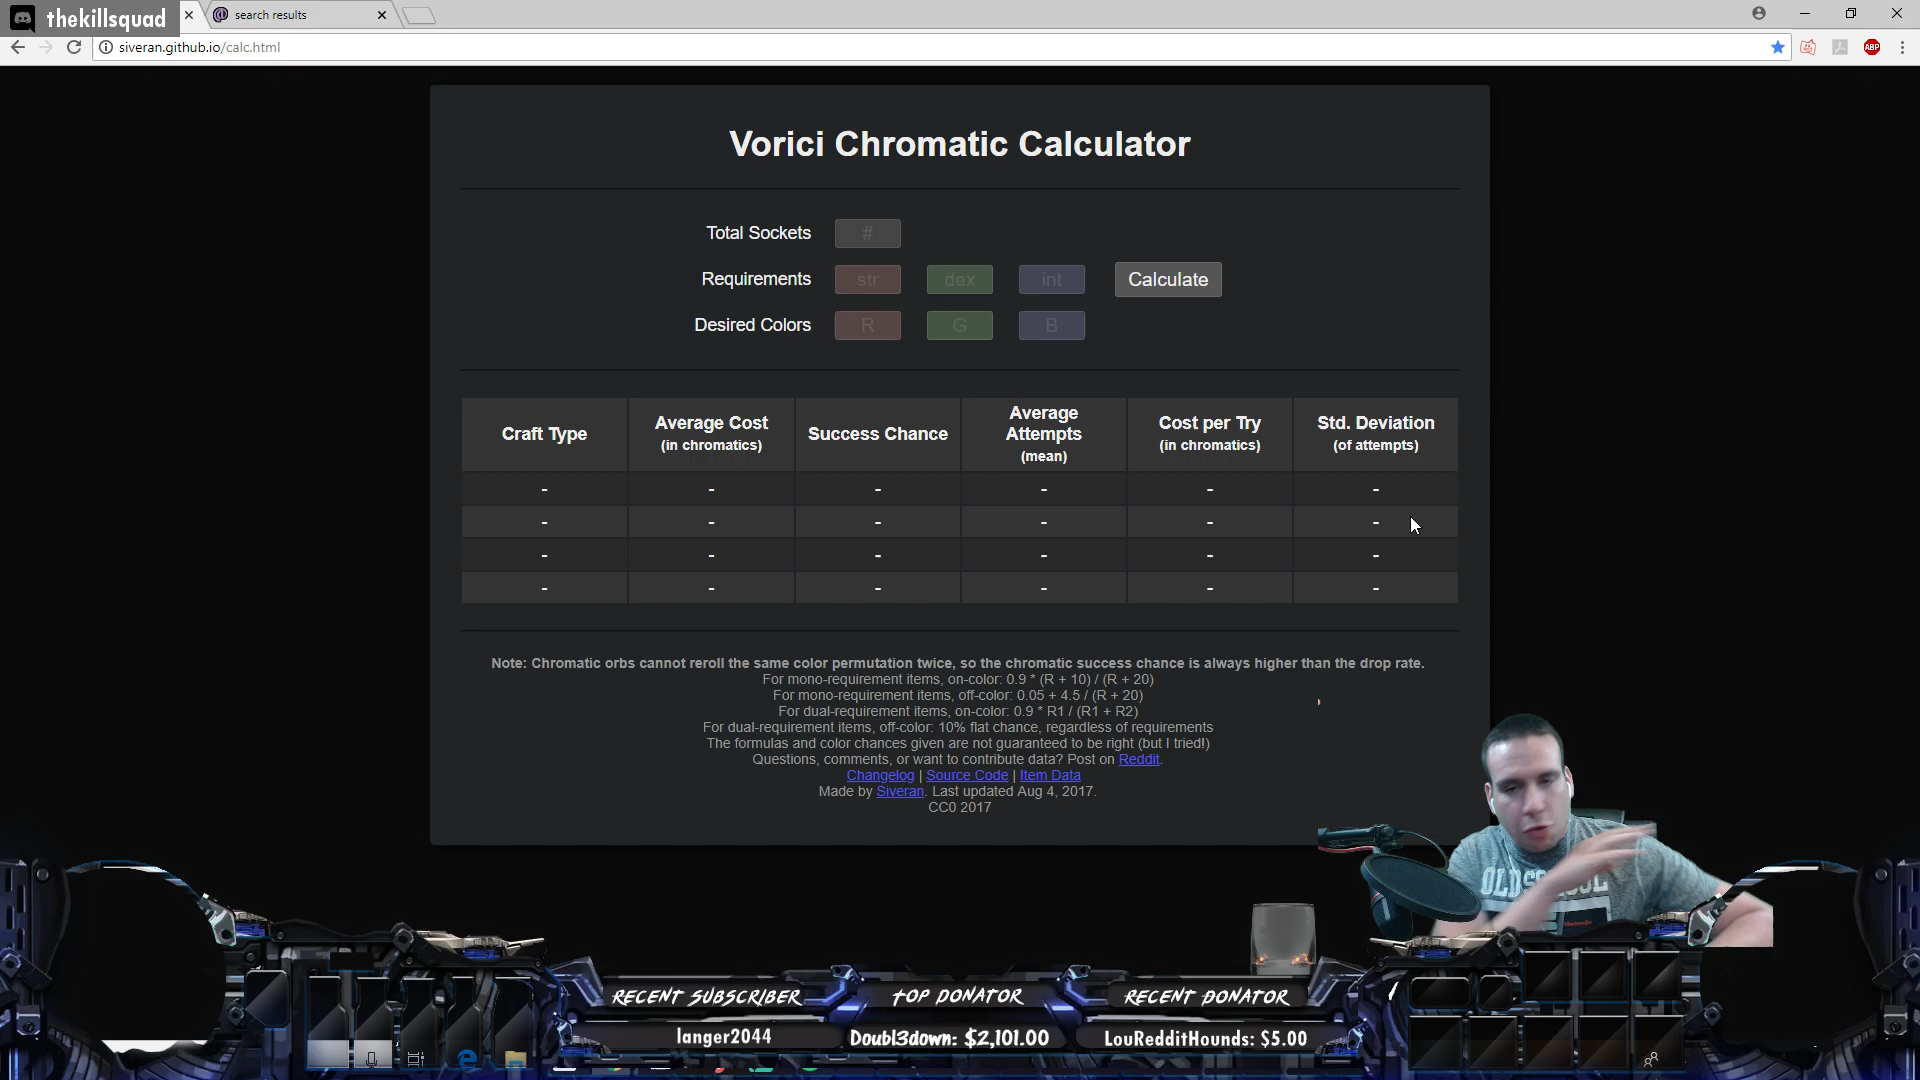 thekillsquad
search results
siveran.github.io/calc.html
ABP
Vorici Chromatic Calculator
Total Sockets #
Requirements str dex int Calculate
Desired Colors R G B
Craft Type
Average Cost
(in chromatics)
Success Chance
Average
Attempts
(mean)
Cost per Try
(in chromatics)
Std. Deviation
(of attempts)
- - - - - -
- - - - - -
- - - - - -
- - - - - -
Note: Chromatic orbs cannot reroll the same color permutation twice, so the chromatic success chance is always higher than the drop rate.
For mono-requirement items, on-color: 0.9 * (R + 10) / (R + 20)
For mono-requirement items, off-color: 0.05 + 4.5 / (R + 20)
For dual-requirement items, on-color: 0.9 * R1 / (R1 + R2)
For dual-requirement items, off-color: 10% flat chance, regardless of requirements
The formulas and color chances given are not guaranteed to be right (but I tried!)
Questions, comments, or want to contribute data? Post on Reddit.
Changelog | Source Code | Item Data
Made by Siveran. Last updated Aug 4, 2017.
CC0 2017
RECENT SUBSCRIBER
langer2044
TOP DONATOR
Doubl3down: $2,101.00
RECENT DONATOR
LouRedditHounds: $5.00